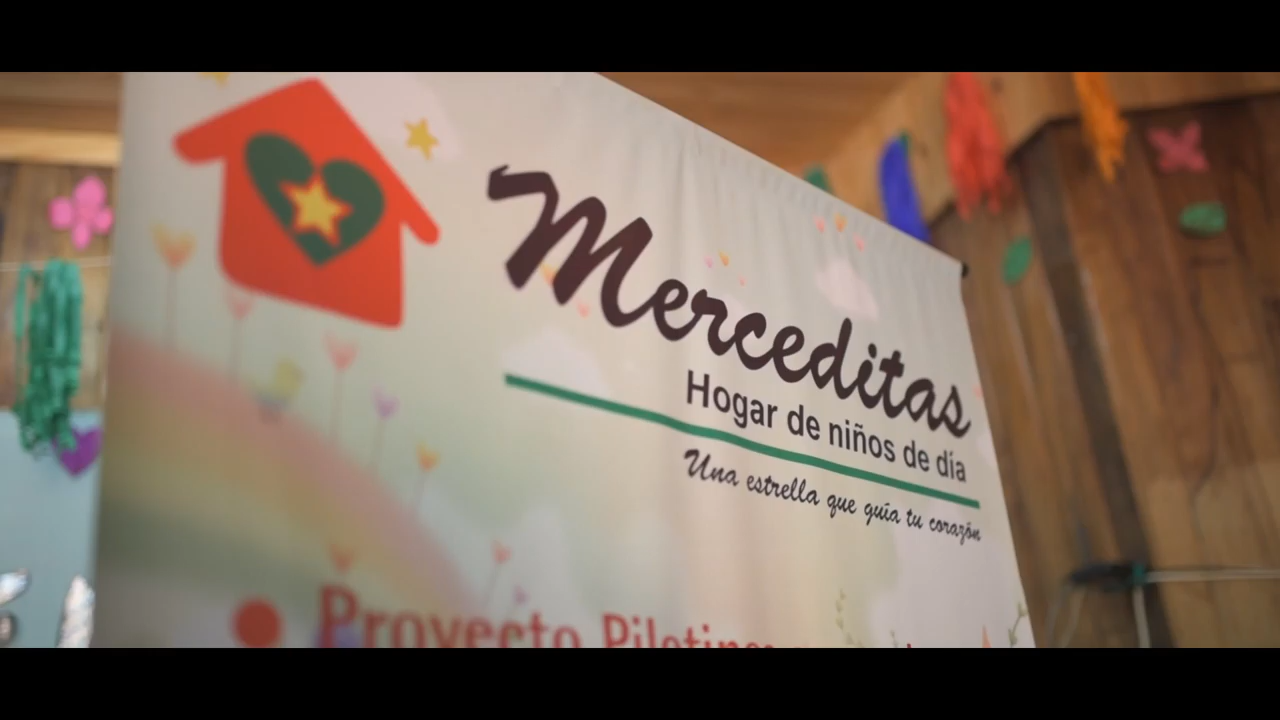 Merceditas
Hogar de niños de día
Una estrella que guía tu corazón
Proyecto